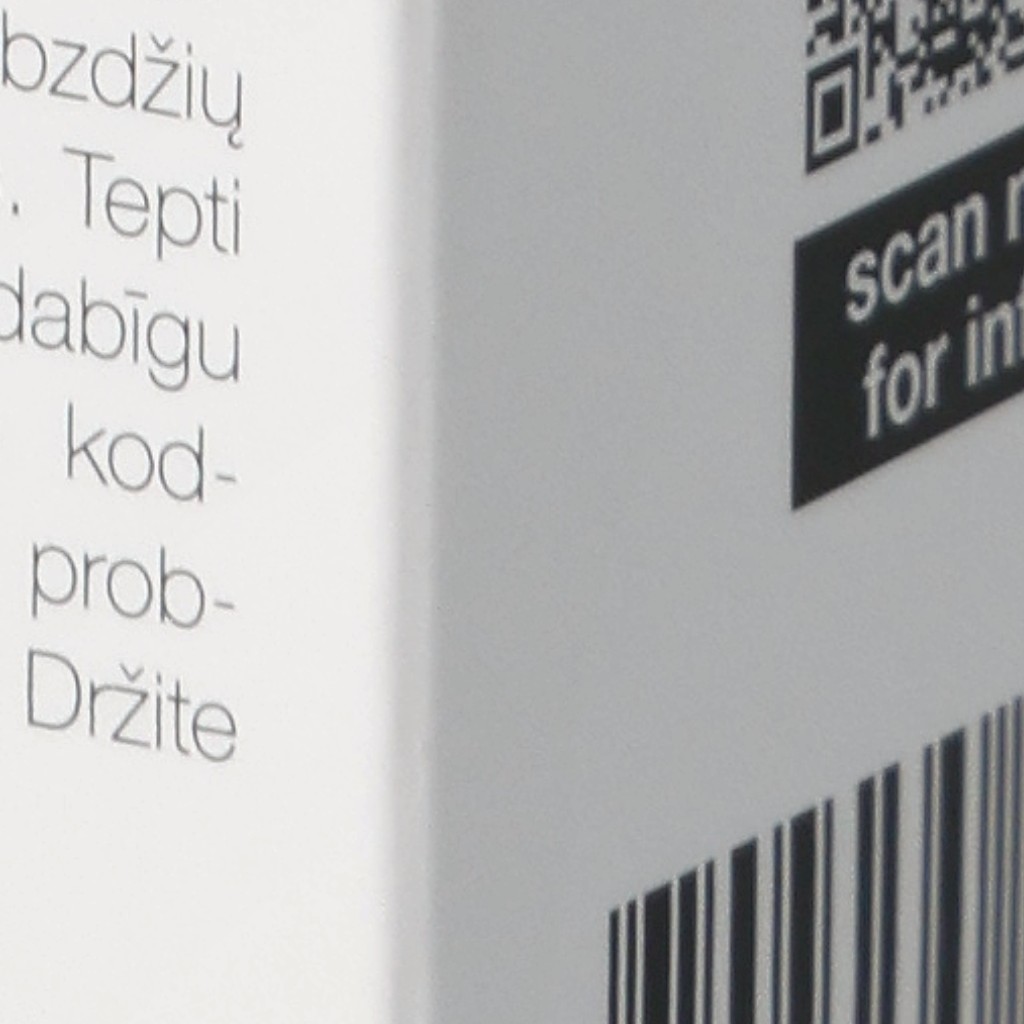 bzdžių
. Tepti
dabīgu
kod-
prob-
Držite
scan
for